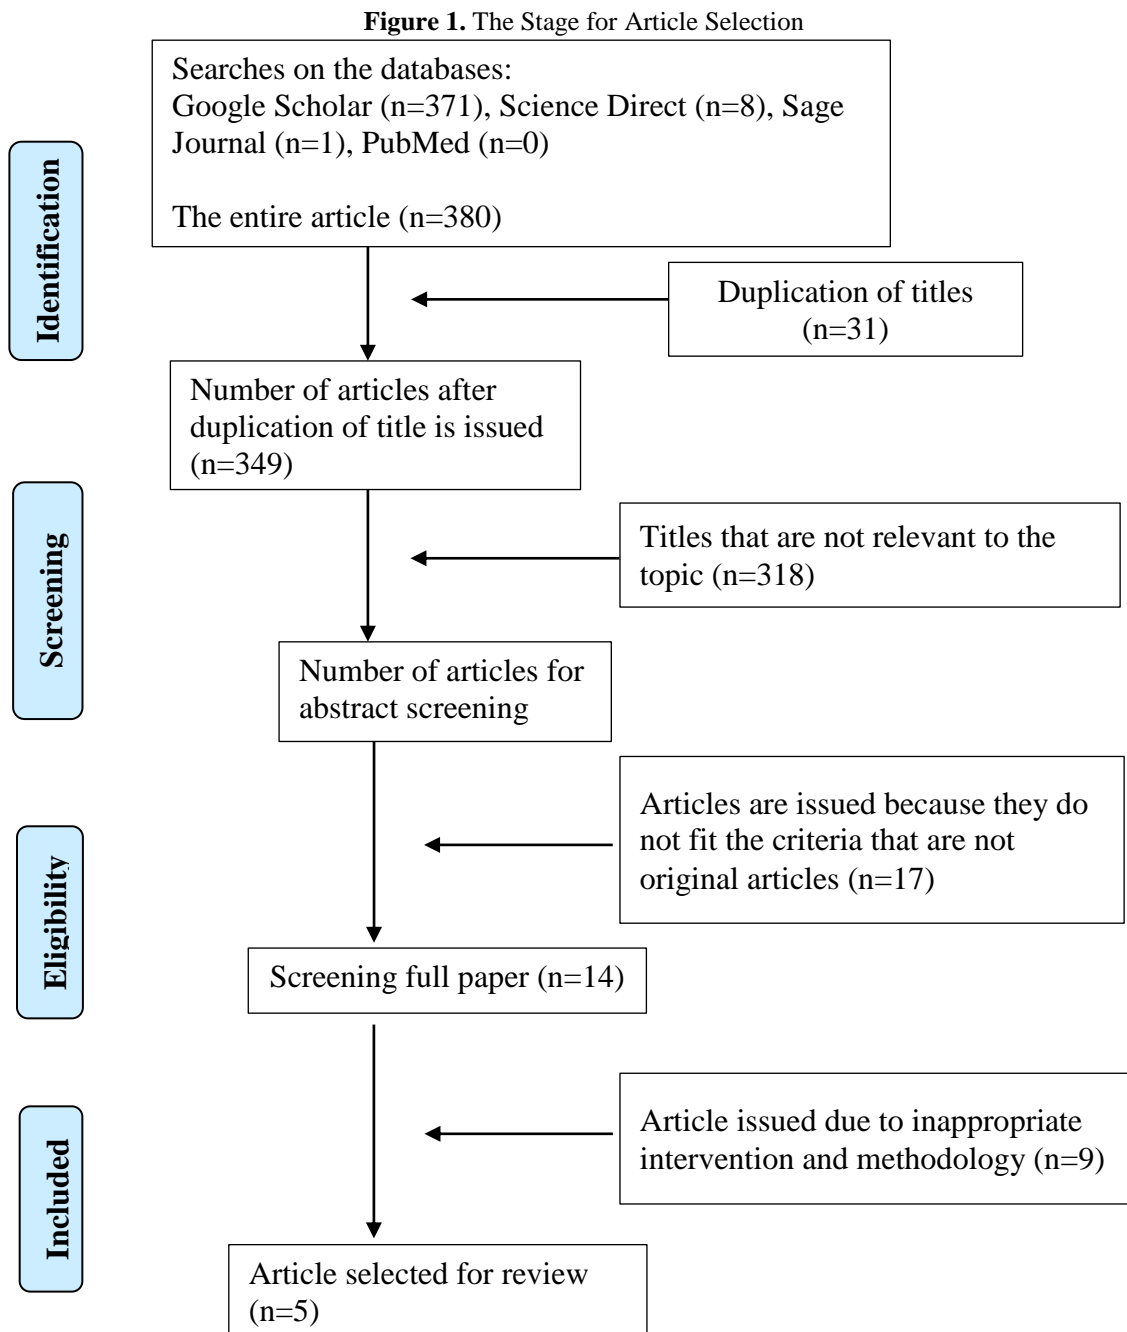 Figure 1. The Stage for Article Selection
Searches on the databases:
Google Scholar (n=371), Science Direct (n=8), Sage
Journal (n=1), PubMed (n=0)
The entire article (n=380)
Identification
Duplication of titles
(n=31)
Number of articles after
duplication of title is issued
(n=349)
Screening
Titles that are not relevant to the
topic (n=318)
Number of articles for
abstract screening
Articles are issued because they do
not fit the criteria that are not
original articles (n=17)
Eligibility
Screening full paper (n=14)
Article issued due to inappropriate
intervention and methodology (n=9)
Included
Article selected for review
(n=5)